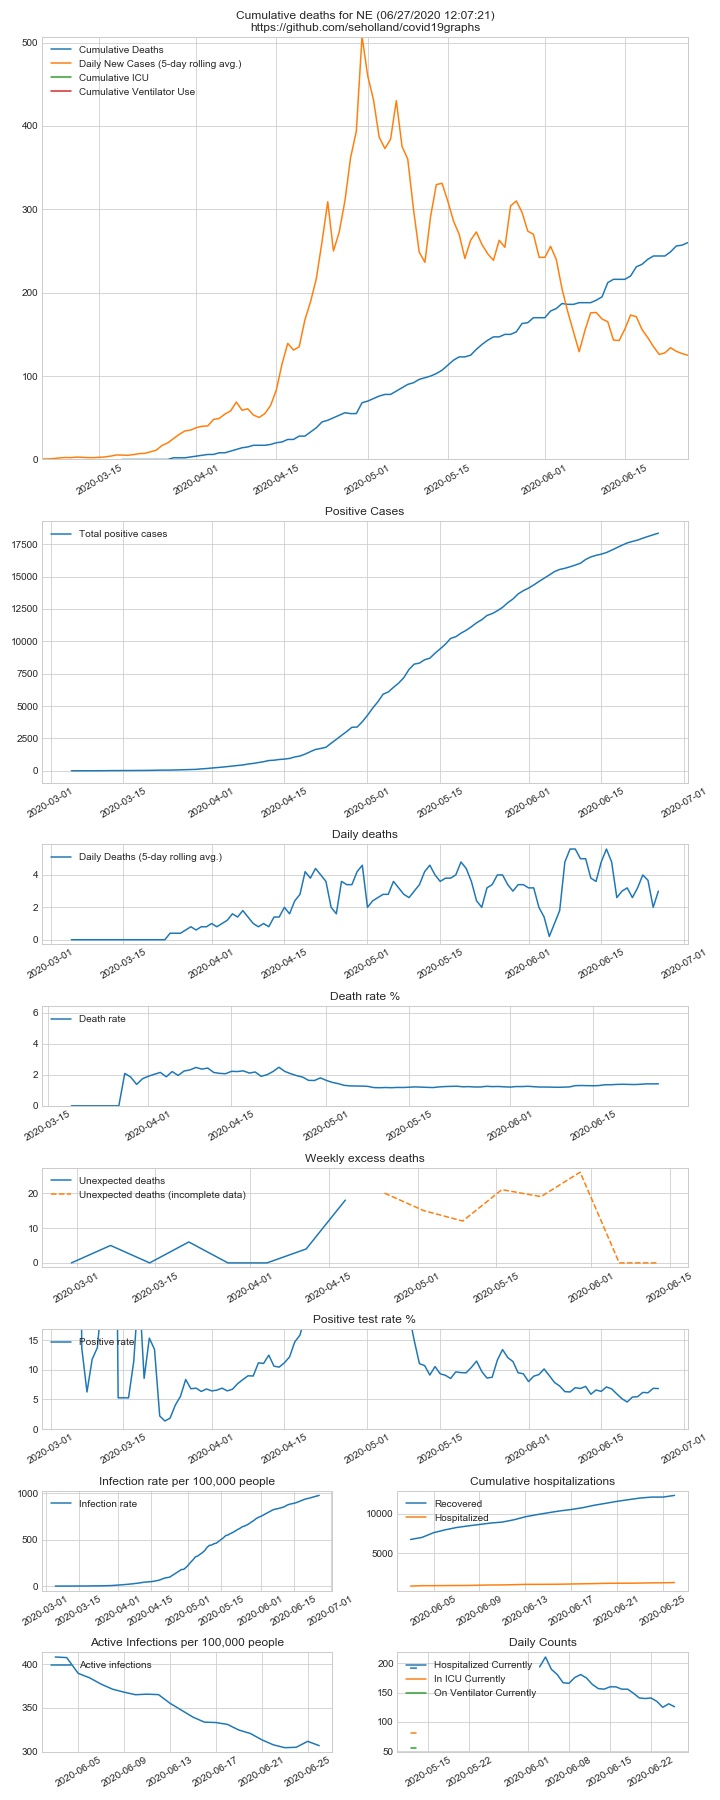 Cumulative deaths for NE (06/27/2020 12:07:21)
https://github.com/seholland/covid19graphs
Cumulative Deaths
Daily New Cases (5-day rolling avg.)
Cumulative ICU
Cumulative Ventilator Use
500
400
300
200
100
0
2020-03-15 2020-04-01 2020-04-15 2020-05-01 2020-05-15 2020-06-01 2020-06-15
Positive Cases
Total positive cases
17500
15000
12500
10000
7500
5000
2500
0
2020-03-01 2020-03-15 2020-04-01 2020-04-15 2020-05-01 2020-05-15 2020-06-01 2020-06-15 2020-07-01
Daily deaths
Daily Deaths (5-day rolling avg.)
4
2
0
2020-03-01 2020-03-15 2020-04-01 2020-04-15 2020-05-01 2020-05-15 2020-06-01 2020-06-15 2020-07-01
Death rate %
Death rate
6
4
2
0
2020-03-15 2020-04-01 2020-04-15 2020-05-01 2020-05-15 2020-06-01 2020-06-15
Weekly excess deaths
Unexpected deaths
Unexpected deaths (incomplete data)
20
10
0
2020-03-01 2020-03-15 2020-04-01 2020-04-15 2020-05-01 2020-05-15 2020-06-01 2020-06-15
Positive test rate %
Positive rate
15
10
5
0
2020-03-01 2020-03-15 2020-04-01 2020-04-15 2020-05-01 2020-05-15 2020-06-01 2020-06-15 2020-07-01
Infection rate per 100,000 people
Infection rate
1000
500
0
2020-03-01 2020-03-15 2020-04-01 2020-04-15 2020-05-01 2020-05-15 2020-06-01 2020-06-15 2020-07-01
Cumulative hospitalizations
Recovered
Hospitalized
10000
5000
2020-06-05 2020-06-09 2020-06-13 2020-06-17 2020-06-21 2020-06-25
Active Infections per 100,000 people
Active infections
400
350
300
2020-06-05 2020-06-09 2020-06-13 2020-06-17 2020-06-21 2020-06-25
Daily Counts
Hospitalized Currently
In ICU Currently
On Ventilator Currently
200
150
100
50
2020-05-15 2020-05-22 2020-06-01 2020-06-08 2020-06-15 2020-06-22